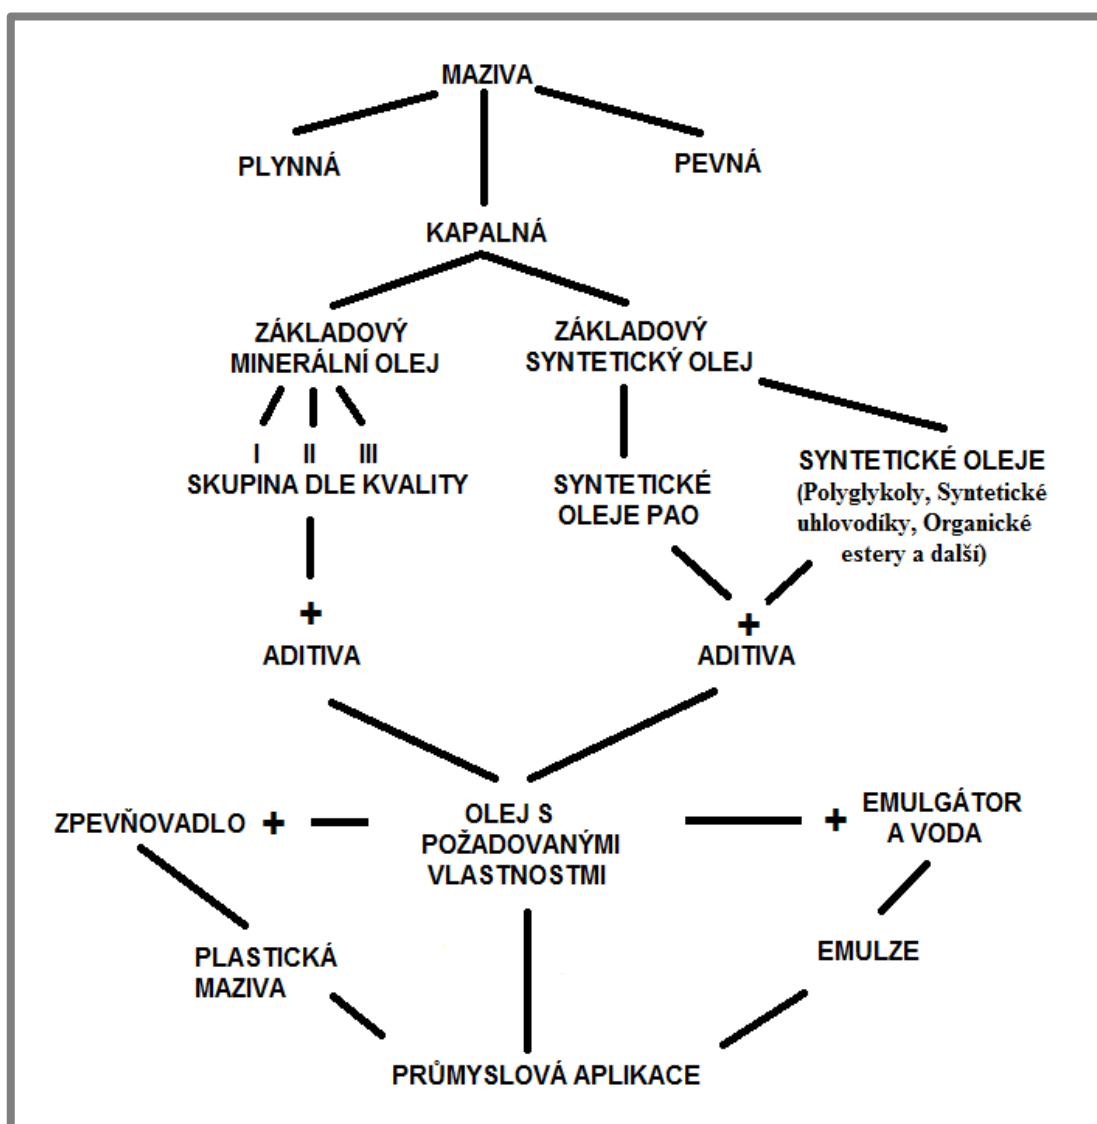 MAZIVA
PLYNNÁ
PEVNÁ
KAPALNÁ
ZÁKLADOVÝ
MINERÁLNÍ OLEJ
ZÁKLADOVÝ
SYNTETICKÝ OLEJ
I II III
SKUPINA DLE KVALITY
SYNTETICKÉ
OLEJE PAO
SYNTETICKÉ OLEJE
(Polyglykoly, Syntetické
uhlovodíky, Organické
estery a další)
+
ADITIVA
+
ADITIVA
ZPEVŇOVADLO +
OLEJ S
POŽADOVANÝMI
VLASTNOSTMI
+ EMULGÁTOR
A VODA
PLASTICKÁ
MAZIVA
EMULZE
PRŮMYSLOVÁ APLIKACE